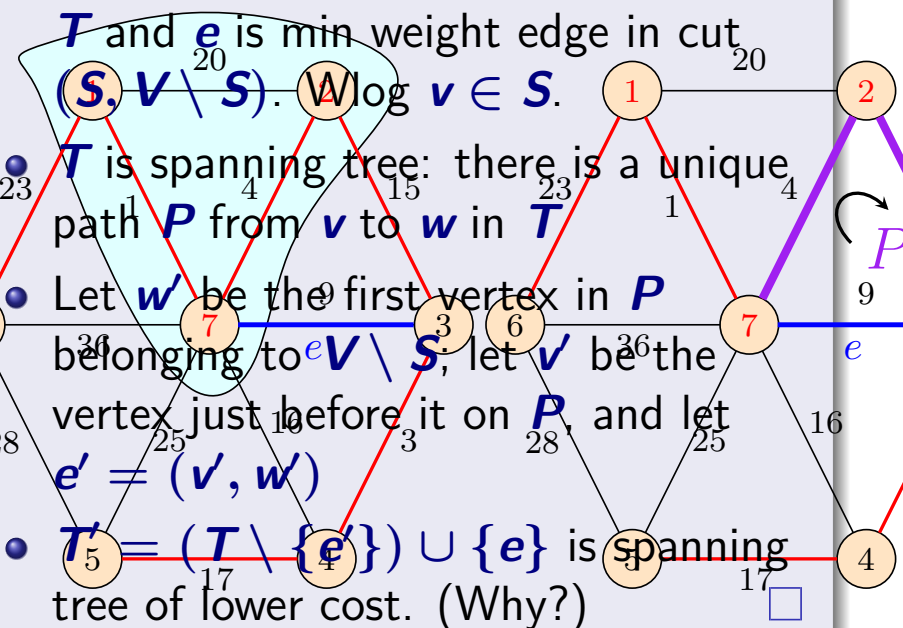 T and e is min weight edge in cut
(S, V \ S). Wlog v ∈ S.
T is spanning tree: there is a unique
path P from v to w in T
Let w′ be the first vertex in P
belonging to V \ S; let v′ be the
vertex just before it on P, and let
e′ = (v′, w′)
T′ = (T \ {e′}) ∪ {e} is spanning
tree of lower cost. (Why?)
20
1
2
23
1
4
15
9
7
3
36
e
28
25
16
3
5
4
17
20
1
2
23
1
4
P
9
6
7
36
e
28
25
16
5
4
17